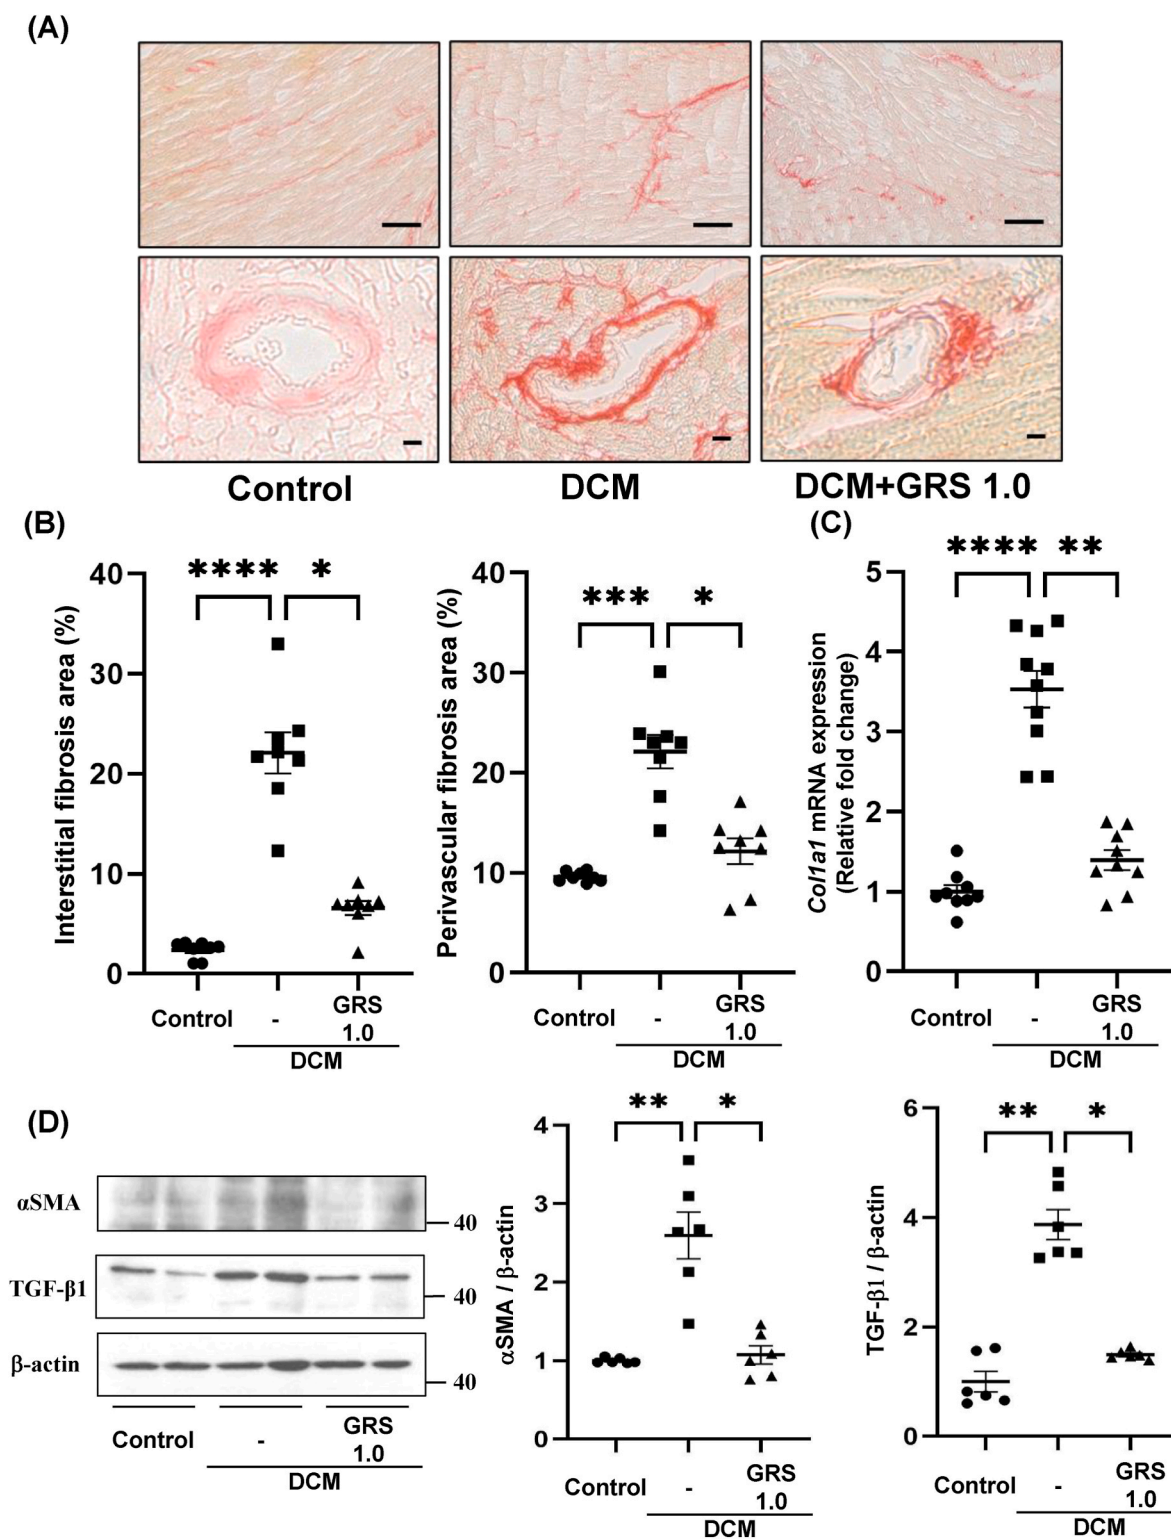 (A)
Control
DCM
DCM+GRS 1.0
(B)
Interstitial fibrosis area (%)
40
30
20
10
0
****
*
Control
-
GRS
1.0
DCM
Perivascular fibrosis area (%)
40
30
20
10
0
***
*
Control
-
GRS
1.0
DCM
(C)
Col1a1 mRNA expression
(Relative fold change)
5
4
3
2
1
0
****
**
Control
-
GRS
1.0
DCM
(D)
αSMA
40
TGF-β1
40
β-actin
40
Control
-
GRS
1.0
DCM
αSMA / β-actin
4
3
2
1
0
**
*
Control
-
GRS
1.0
DCM
TGF-β1 / β-actin
6
4
2
0
**
*
Control
-
GRS
1.0
DCM